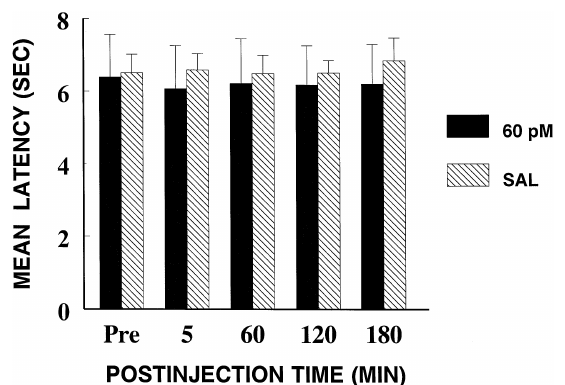 8
6
4
2
0
MEAN LATENCY (SEC)
60 pM
SAL
Pre 5 60 120 180
POSTINJECTION TIME (MIN)